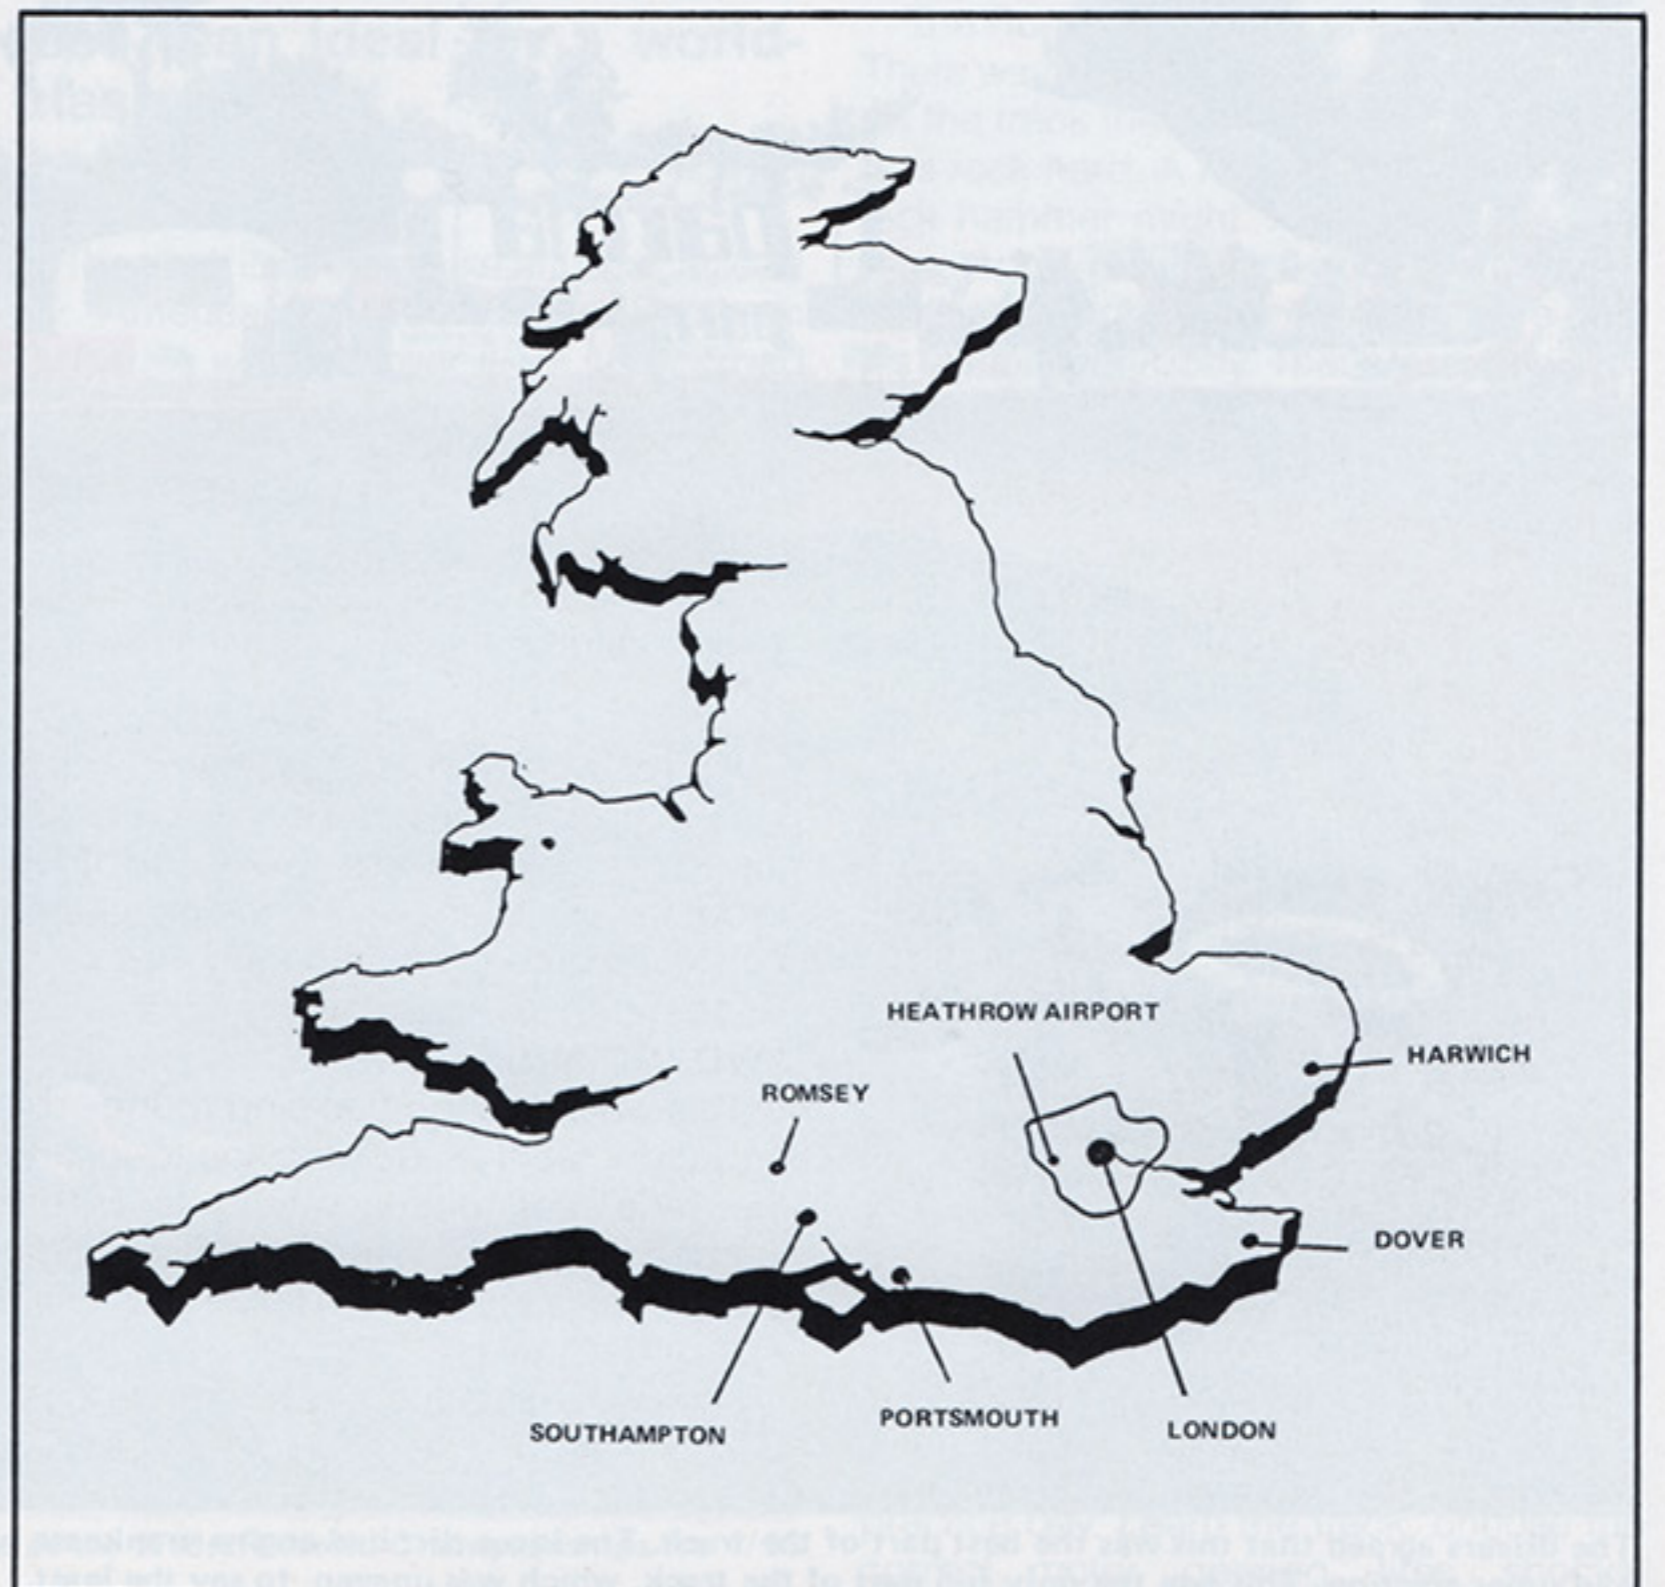 HEATHROW AIRPORT
HARWICH
ROMSEY
DOVER
PORTSMOUTH
SOUTHAMPTON
LONDON